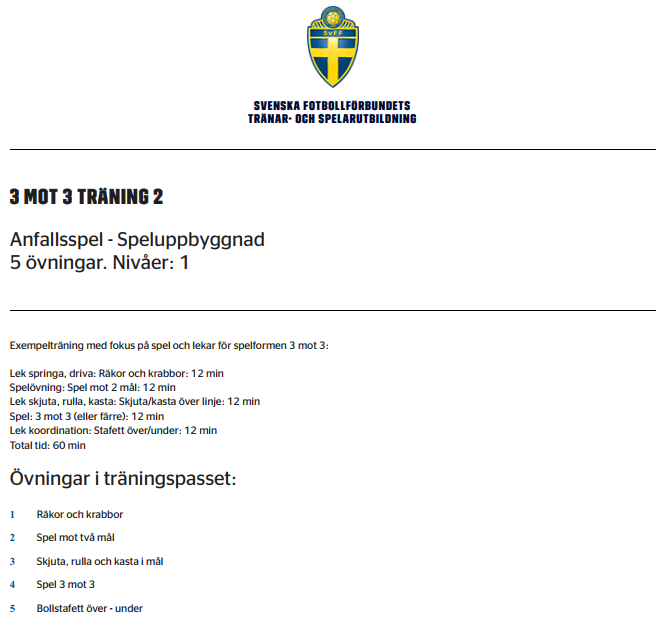 SvFF
SVENSKA FOTBOLLFÖRBUNDETS
TRÄNAR- OCH SPELARUTBILDNING
3 MOT 3 TRÄNING 2
Anfallsspel - Speluppbyggnad
5 övningar. Nivåer: 1
Exempelträning med fokus på spel och lekar för spelformen 3 mot 3:
Lek springa, driva: Räkor och krabbor: 12 min
Spelövning: Spel mot 2 mål: 12 min
Lek skjuta, rulla, kasta: Skjuta/kasta över linje: 12 min
Spel: 3 mot 3 (eller färre): 12 min
Lek koordination: Stafett över/under: 12 min
Total tid: 60 min
Övningar i träningspasset:
1 Räkor och krabbor
2 Spel mot två mål
3 Skjuta, rulla och kasta i mål
4 Spel 3 mot 3
5 Bollstafett över - under